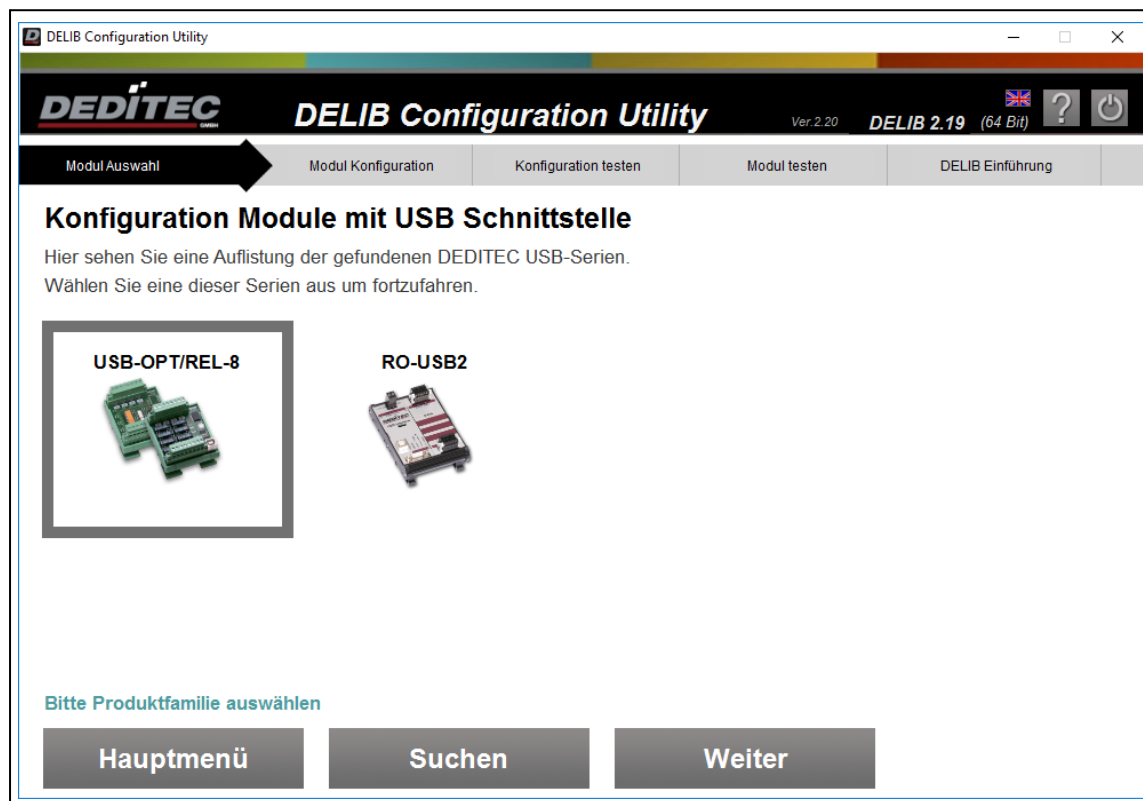 DELIB Configuration Utility
DEDITEC
GMBH
DELIB Configuration Utility
Ver.2.20
DELIB 2.19 (64 Bit)
?
Modul Auswahl
Modul Konfiguration
Konfiguration testen
Modul testen
DELIB Einführung
Konfiguration Module mit USB Schnittstelle
Hier sehen Sie eine Auflistung der gefundenen DEDITEC USB-Serien.
Wählen Sie eine dieser Serien aus um fortzufahren.
USB-OPT/REL-8
RO-USB2
Bitte Produktfamilie auswählen
Hauptmenü
Suchen
Weiter